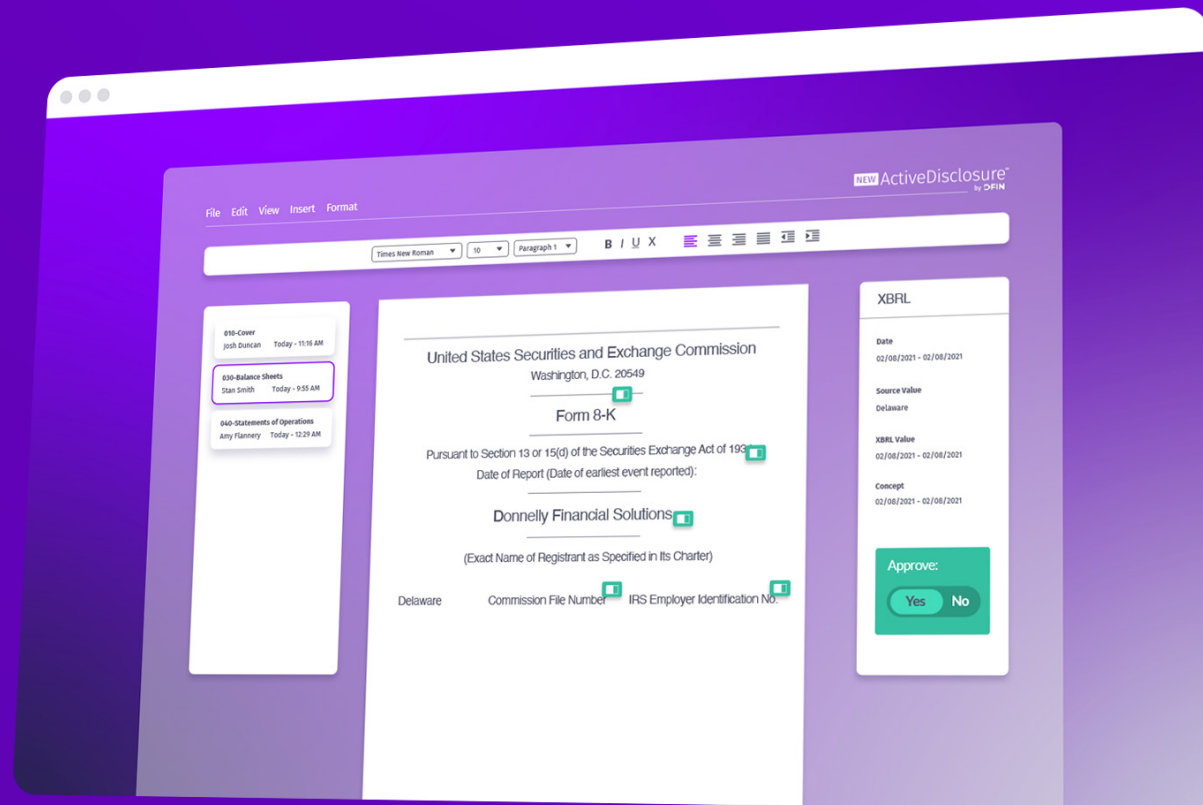 NEW ActiveDisclosure™
by DFIN
File Edit View Insert Format
Times New Roman 10 Paragraph 1 B I U X
010-Cover
Josh Duncan Today - 11:16 AM
030-Balance Sheets
Stan Smith Today - 9:55 AM
040-Statements of Operations
Amy Flannery Today - 12:29 AM
United States Securities and Exchange Commission
Washington, D.C. 20549
Form 8-K
Pursuant to Section 13 or 15(d) of the Securities Exchange Act of
Date of Report (Date of earliest event reported):
Donnelly Financial Solutions
(Exact Name of Registrant as Specified in Its Charter)
Delaware Commission File Number IRS Employer Identification No.
XBRL
Date
02/08/2021 - 02/08/2021
Source Value
Delaware
XBRL Value
02/08/2021 - 02/08/2021
Concept
02/08/2021 - 02/08/2021
Approve:
Yes No